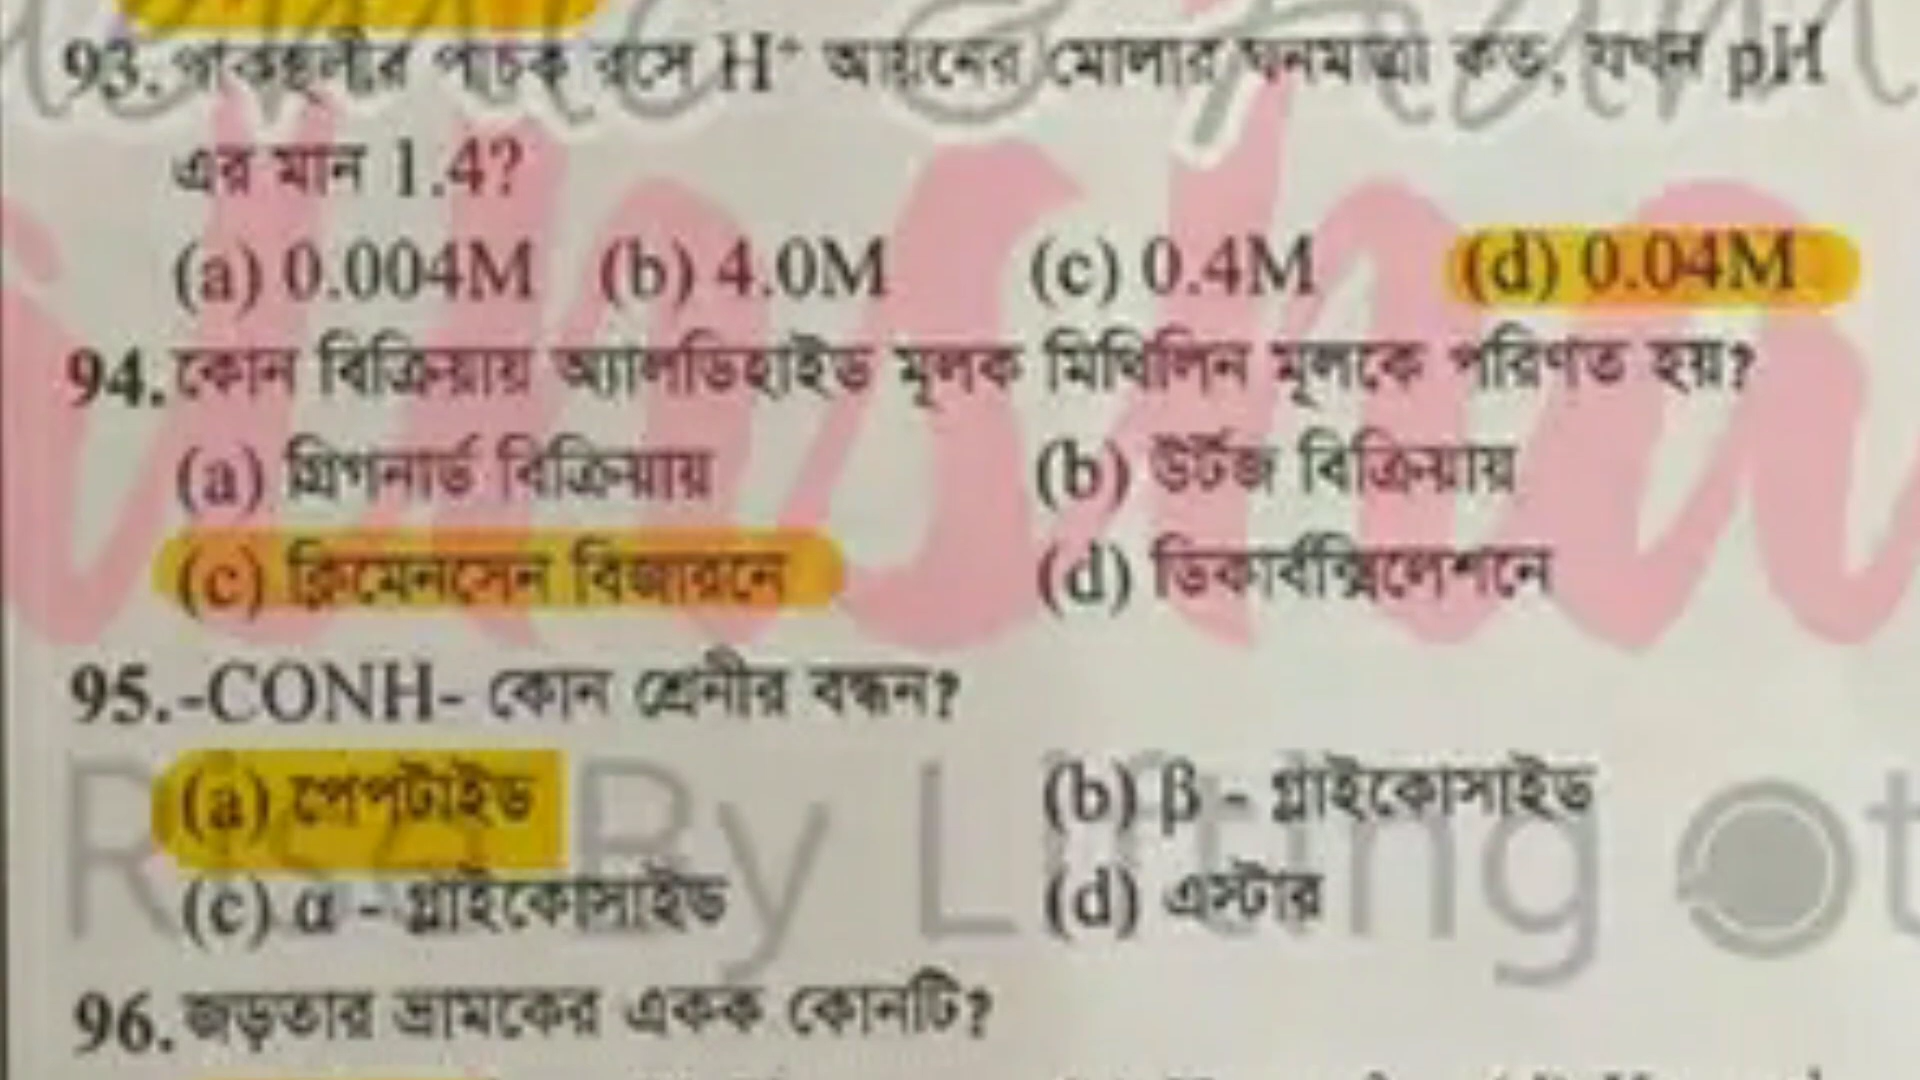 93. পাকস্থলীর পাচক রসে H⁺ আয়নের মোলার ঘনমাত্রা কত, যখন pH
এর মান 1.4?
(a) 0.004M (b) 4.0M (c) 0.4M (d) 0.04M
94. কোন বিক্রিয়ায় অ্যালডিহাইড মূলক মিথিলিন মূলকে পরিণত হয়?
(a) গ্রিগনার্ড বিক্রিয়ায় (b) উর্টজ বিক্রিয়ায়
(c) ক্লিমেনসেন বিজারনে (d) ডিকার্বক্সিলেশনে
95. -CONH- কোন শ্রেনীর বন্ধন?
(a) পেপটাইড (b) β - গ্লাইকোসাইড
(c) α - গ্লাইকোসাইড (d) এস্টার
By
96. জড়তার ভ্রামকের একক কোনটি?